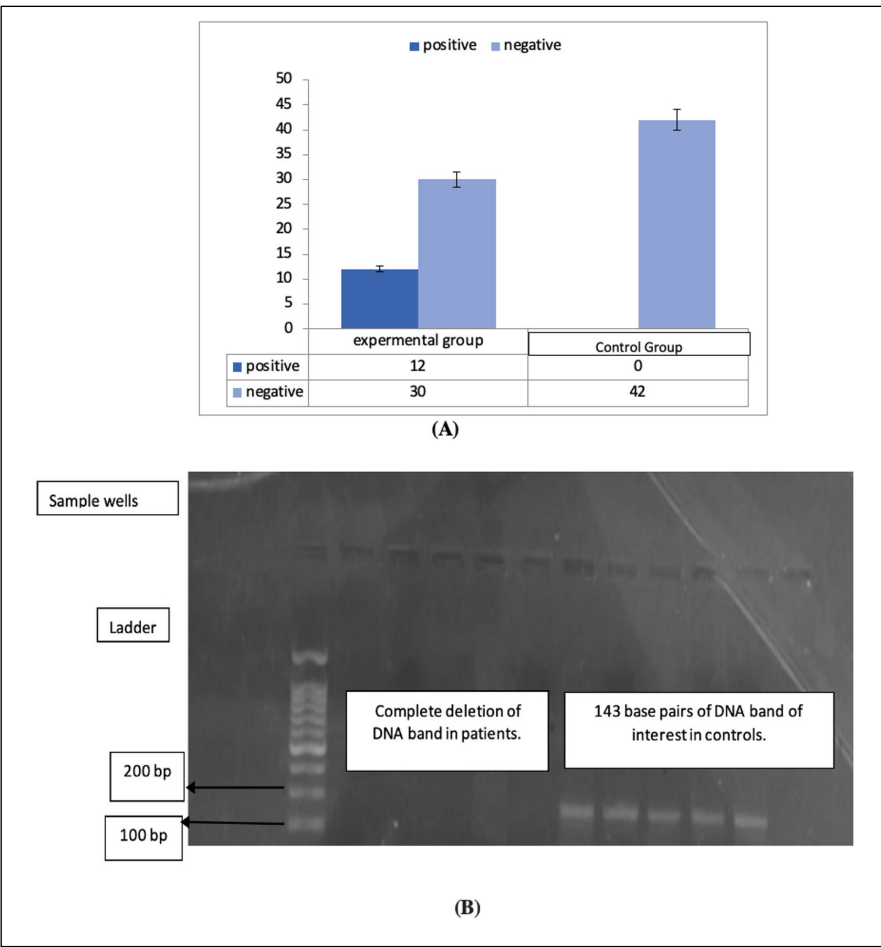 positive negative
50
45
40
35
30
25
20
15
10
5
0
expermental group Control Group
positive 12 0
negative 30 42
(A)
Sample wells
Ladder
Complete deletion of
DNA band in patients.
143 base pairs of DNA band of
interest in controls.
200 bp
100 bp
(B)